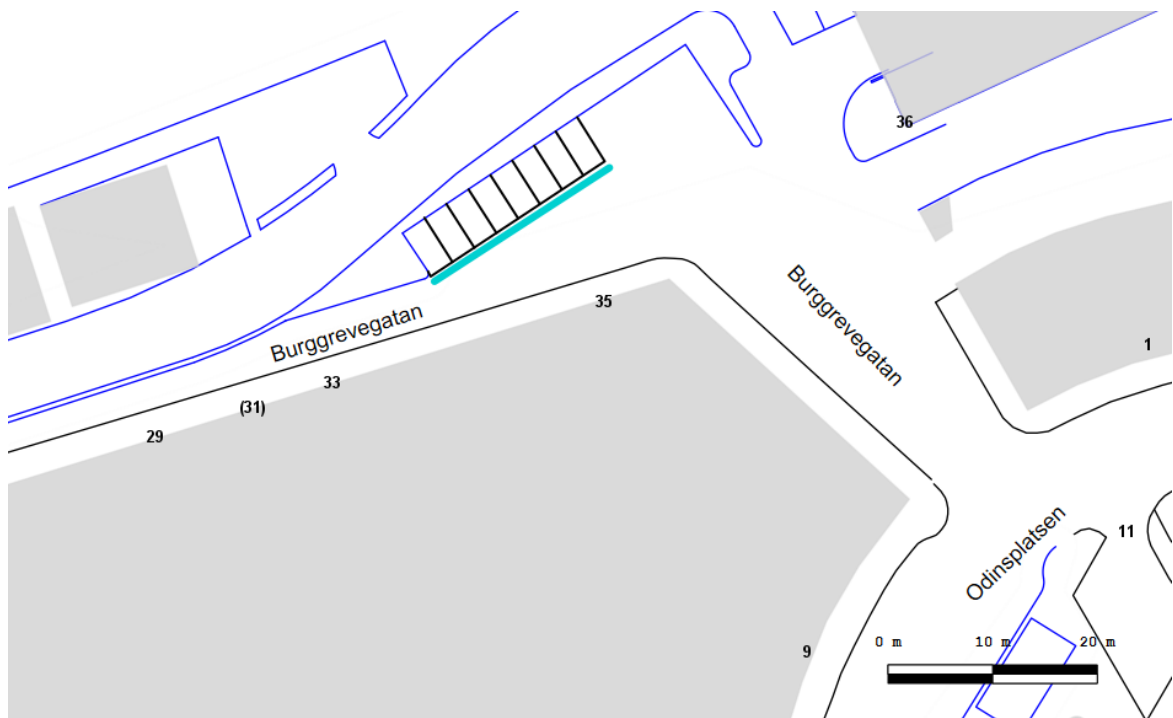 36
Burggrevegatan
35
Burggrevegatan
1
33
(31)
29
Odinsplatsen
11
9
0 m 10 m 20 m